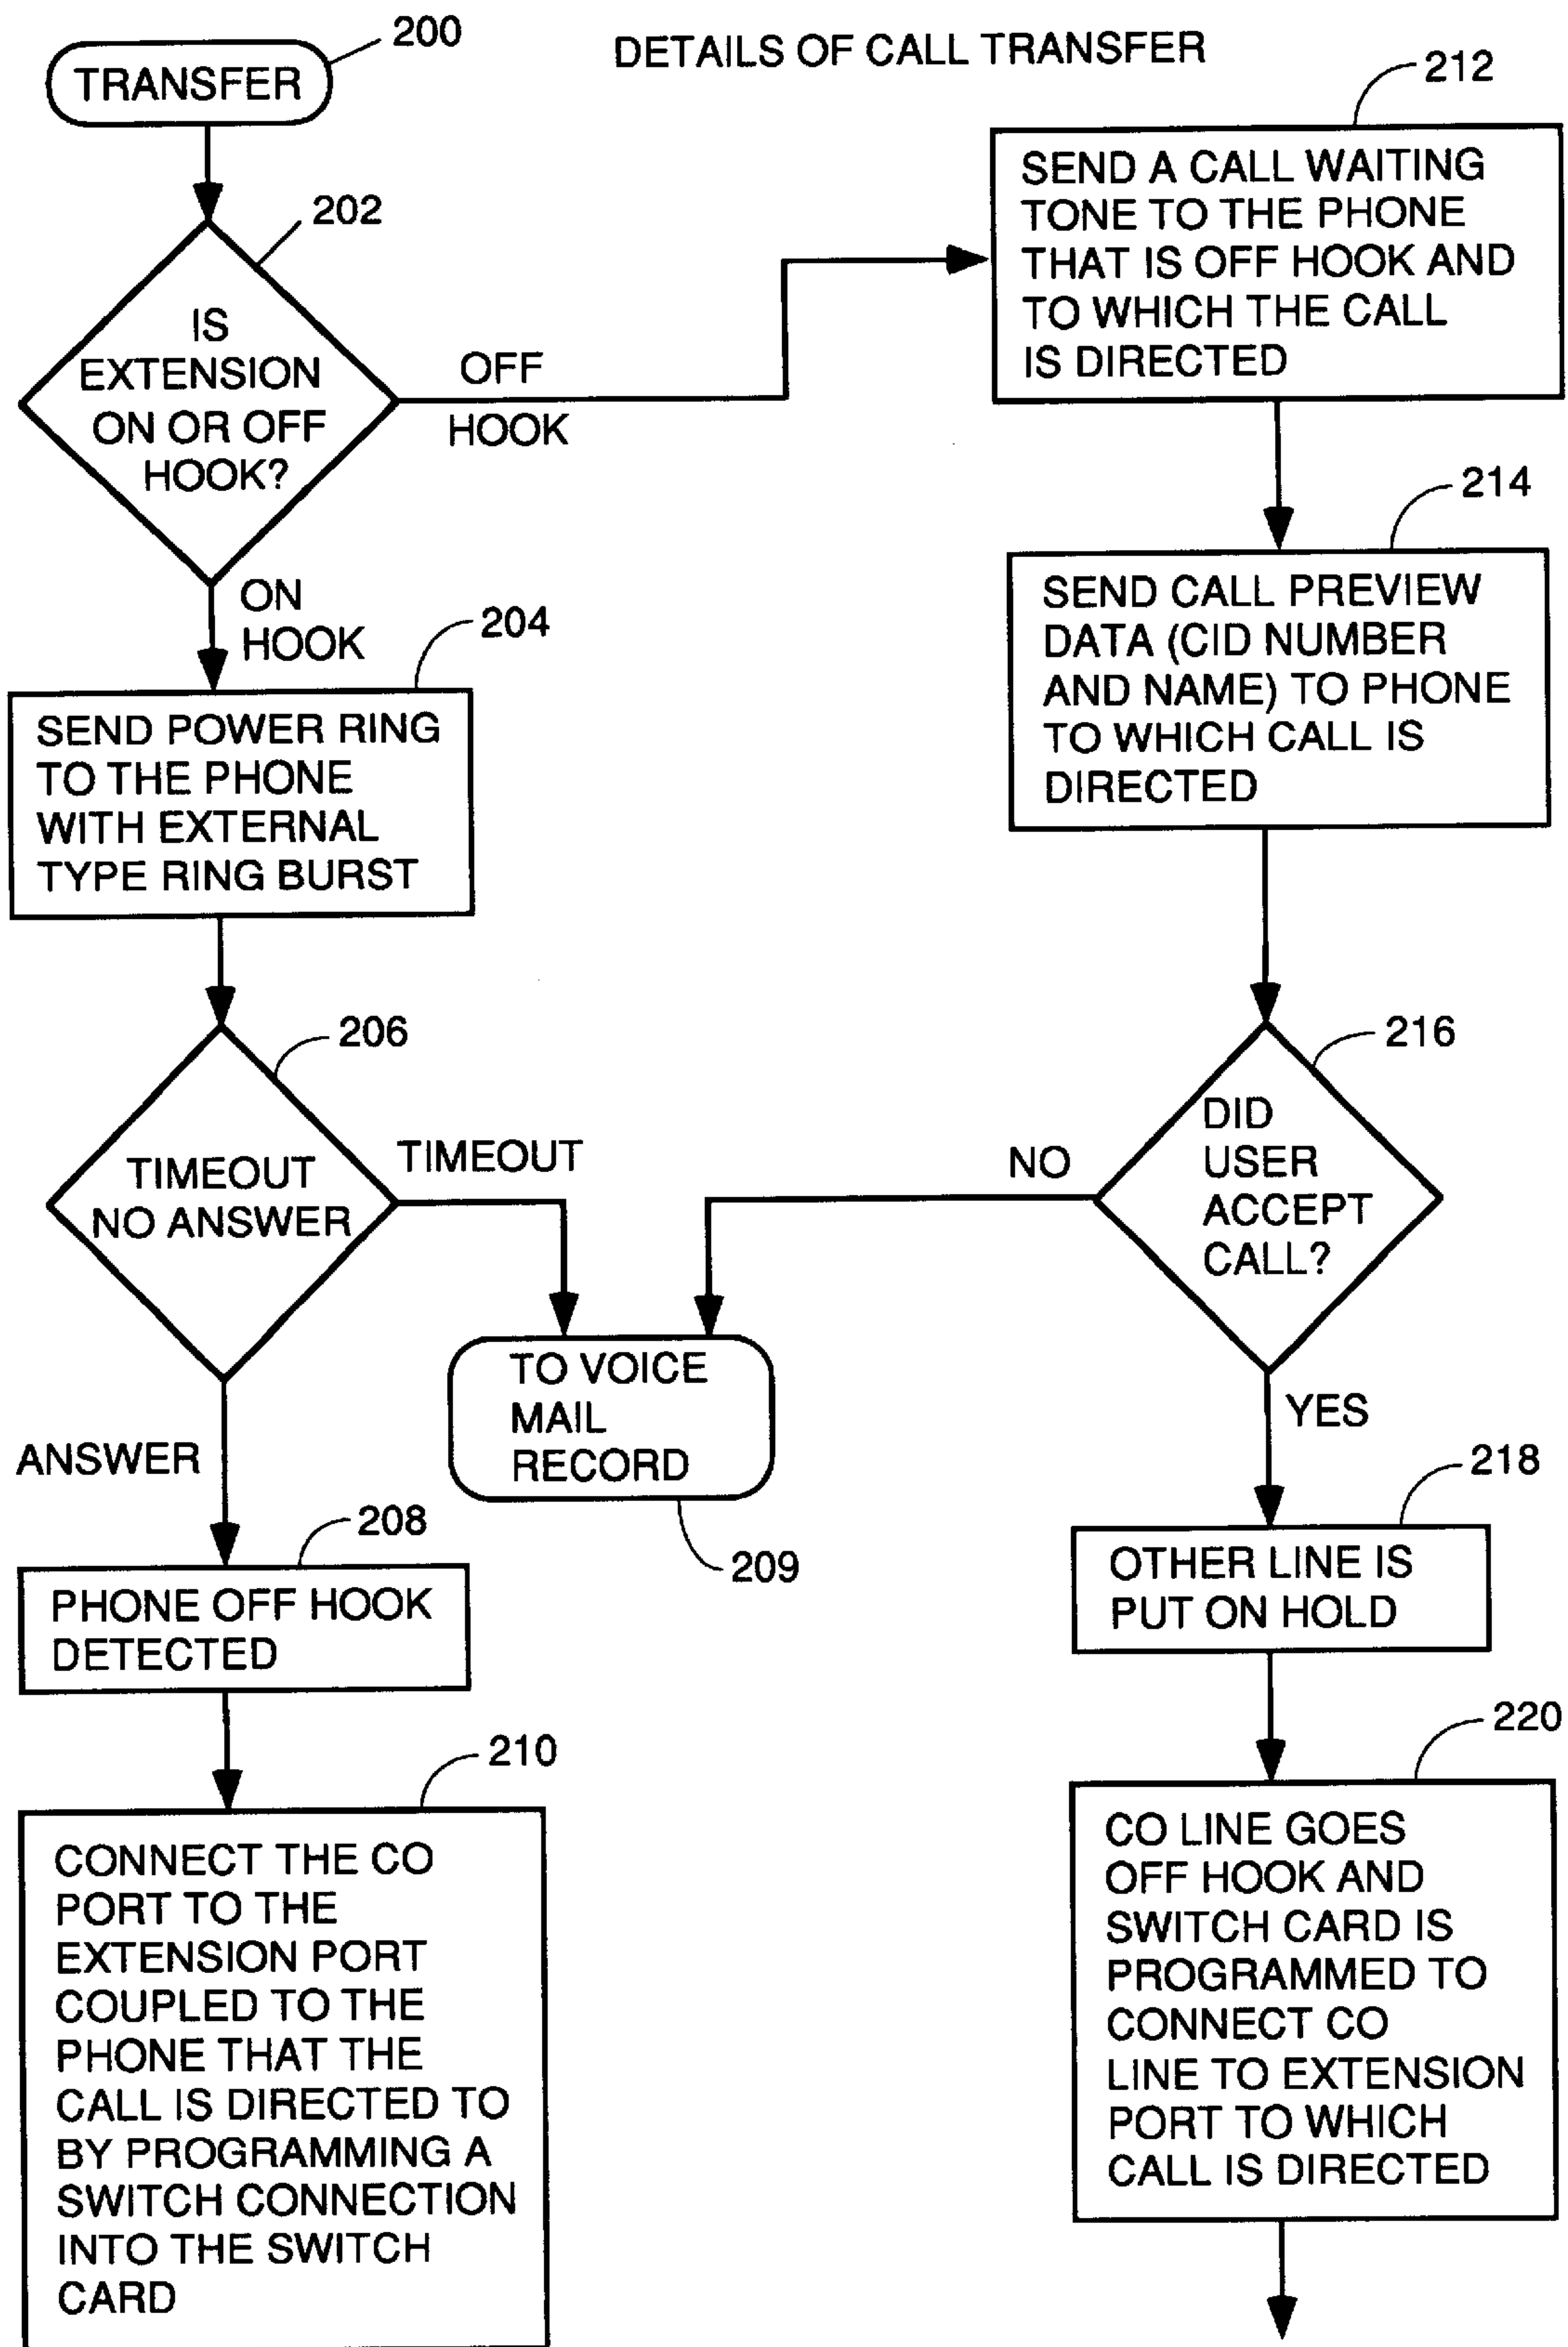 DETAILS OF CALL TRANSFER
200
TRANSFER
202
IS
EXTENSION
ON OR OFF
HOOK?
OFF
HOOK
ON
HOOK
204
SEND POWER RING
TO THE PHONE
WITH EXTERNAL
TYPE RING BURST
206
TIMEOUT
NO ANSWER
TIMEOUT
ANSWER
208
PHONE OFF HOOK
DETECTED
210
CONNECT THE CO
PORT TO THE
EXTENSION PORT
COUPLED TO THE
PHONE THAT THE
CALL IS DIRECTED TO
BY PROGRAMMING A
SWITCH CONNECTION
INTO THE SWITCH
CARD
TO VOICE
MAIL
RECORD
209
212
SEND A CALL WAITING
TONE TO THE PHONE
THAT IS OFF HOOK AND
TO WHICH THE CALL
IS DIRECTED
214
SEND CALL PREVIEW
DATA (CID NUMBER
AND NAME) TO PHONE
TO WHICH CALL IS
DIRECTED
216
DID
USER
ACCEPT
CALL?
NO
YES
218
OTHER LINE IS
PUT ON HOLD
220
CO LINE GOES
OFF HOOK AND
SWITCH CARD IS
PROGRAMMED TO
CONNECT CO
LINE TO EXTENSION
PORT TO WHICH
CALL IS DIRECTED